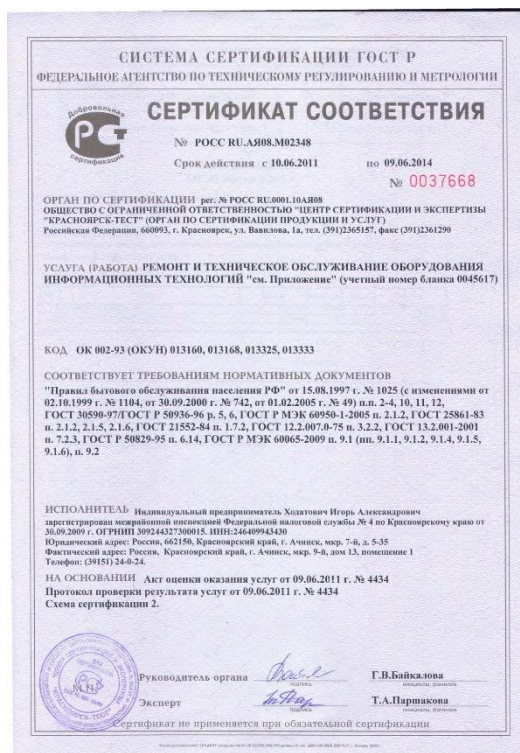 СИСТЕМА СЕРТИФИКАЦИИ ГОСТ Р
ФЕДЕРАЛЬНОЕ АГЕНТСТВО ПО ТЕХНИЧЕСКОМУ РЕГУЛИРОВАНИЮ И МЕТРОЛОГИИ
Добровольная
сертификация
СЕРТИФИКАТ СООТВЕТСТВИЯ
№ РОСС RU.АЯ08.М02348
Срок действия с 10.06.2011 по 09.06.2014
№ 0037668
ОРГАН ПО СЕРТИФИКАЦИИ рег. № РОСС RU.0001.10АЯ08
ОБЩЕСТВО С ОГРАНИЧЕННОЙ ОТВЕТСТВЕННОСТЬЮ "ЦЕНТР СЕРТИФИКАЦИИ И ЭКСПЕРТИЗЫ
"КРАСНОЯРСК-ТЕСТ" (ОРГАН ПО СЕРТИФИКАЦИИ ПРОДУКЦИИ И УСЛУГ)
Российская Федерация, 660093, г. Красноярск, ул. Вавилова, 1а, тел. (391)2365157, факс (391)2361290
УСЛУГА (РАБОТА) РЕМОНТ И ТЕХНИЧЕСКОЕ ОБСЛУЖИВАНИЕ ОБОРУДОВАНИЯ
ИНФОРМАЦИОННЫХ ТЕХНОЛОГИЙ "см. Приложение" (учетный номер бланка 0045617)
КОД ОК 002-93 (ОКУН) 013160, 013168, 013325, 013333
СООТВЕТСТВУЕТ ТРЕБОВАНИЯМ НОРМАТИВНЫХ ДОКУМЕНТОВ
"Правил бытового обслуживания населения РФ" от 15.08.1997 г. № 1025 (с изменениями от
02.10.1999 г. № 1104, от 30.09.2000 г. № 742, от 01.02.2005 г. № 49) п.п. 2-4, 10, 11, 12,
ГОСТ 30590-97/ГОСТ Р 50936-96 р. 5, 6, ГОСТ Р МЭК 60950-1-2005 п. 2.1.2, ГОСТ 25861-83
п. 2.1.2, 2.1.5, 2.1.6, ГОСТ 21552-84 п. 1.7.2, ГОСТ 12.2.007.0-75 п. 3.2.2, ГОСТ 13.2.001-2001
п. 7.2.3, ГОСТ Р 50829-95 п. 6.14, ГОСТ Р МЭК 60065-2009 п. 9.1 (пп. 9.1.1, 9.1.2, 9.1.4, 9.1.5,
9.1.6), п. 9.2
ИСПОЛНИТЕЛЬ Индивидуальный предприниматель Ходатович Игорь Александрович
зарегистрирован межрайонной инспекцией Федеральной налоговой службы № 4 по Красноярскому краю от
30.09.2009 г. ОГРНИП 309244327300015. ИНН:246409943430
Юридический адрес: Россия, 662150, Красноярский край, г. Ачинск, мкр. 7-й, д. 5-35
Фактический адрес: Россия, Красноярский край, г. Ачинск, мкр. 9-й, дом 13, помещение 1
Телефон: (39151) 24-0-24.
НА ОСНОВАНИИ Акт оценки оказания услуг от 09.06.2011 г. № 4434
Протокол проверки результата услуг от 09.06.2011 г. № 4434
Схема сертификации 2.
М.П.
Руководитель органа Г.В.Байкалова
подпись инициалы, фамилия
Эксперт Т.А.Паршакова
подпись инициалы, фамилия
Сертификат не применяется при обязательной сертификации